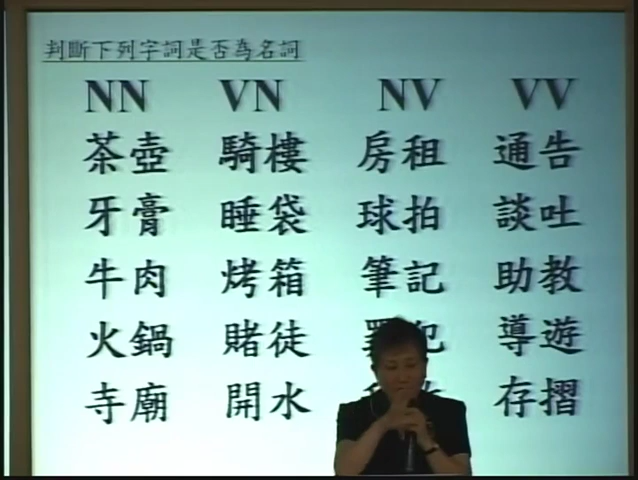 判斷下列字詞是否為名詞
NN VN NV VV
茶壺 騎樓 房租 通告
牙膏 睡袋 球拍 談吐
牛肉 烤箱 筆記 助教
火鍋 賭徒 犯 導遊
寺廟 開水 存摺